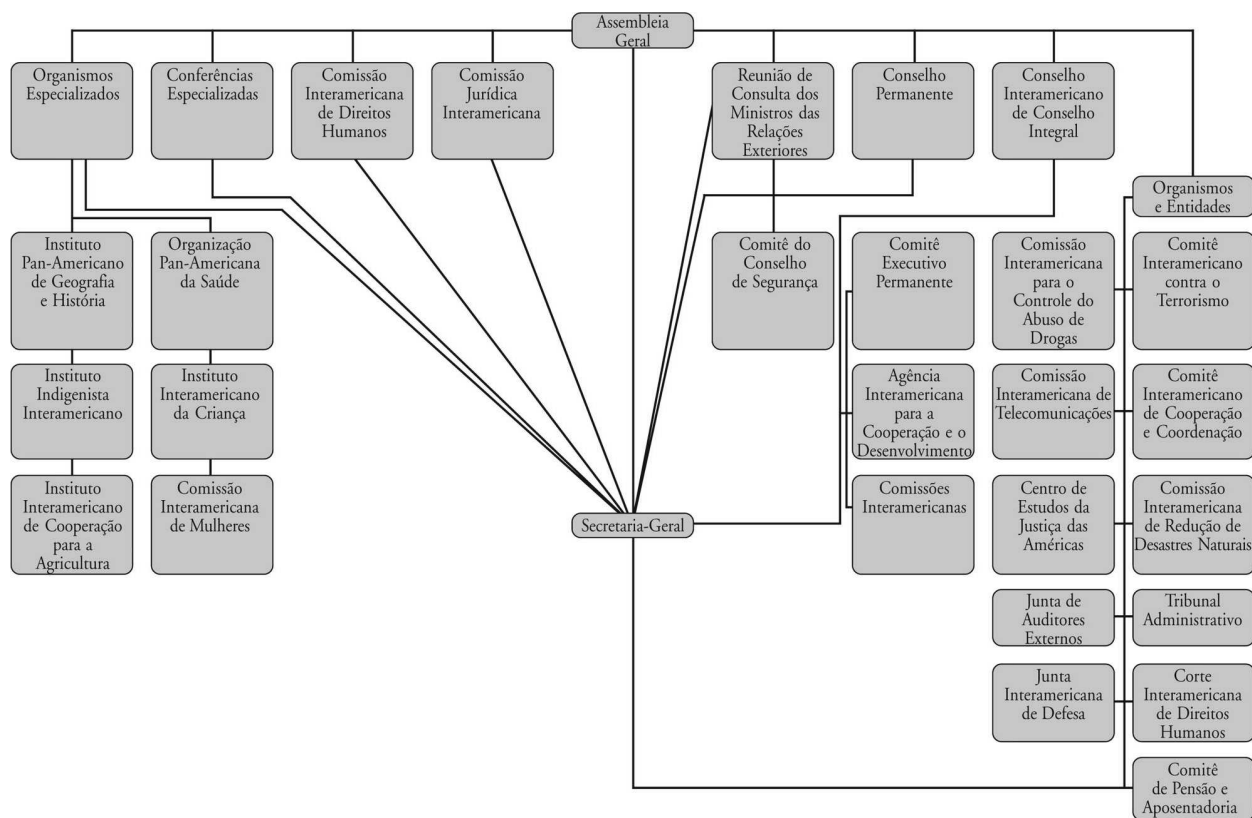 Assembleia
Geral
Organismos
Especializados
Conferências
Especializadas
Comissão
Interamericana
de Direitos
Humanos
Comissão
Jurídica
Interamericana
Reunião de
Consulta dos
Ministros das
Relações
Exteriores
Conselho
Permanente
Conselho
Interamericano
de Conselho
Integral
Organismos
e Entidades
Instituto
Pan-Americano
de Geografia
e História
Organização
Pan-Americana
da Saúde
Comitê do
Conselho
de Segurança
Comitê
Executivo
Permanente
Comissão
Interamericana
para o
Controle do
Abuso de
Drogas
Comitê
Interamericano
contra o
Terrorismo
Instituto
Indigenista
Interamericano
Instituto
Interamericano
da Criança
Agência
Interamericana
para a
Cooperação e o
Desenvolvimento
Comissão
Interamericana de
Telecomunicações
Comitê
Interamericano
de Cooperação
e Coordenação
Instituto
Interamericano
de Cooperação
para a
Agricultura
Comissão
Interamericana
de Mulheres
Secretaria-Geral
Comissões
Interamericanas
Centro de
Estudos da
Justiça das
Américas
Comissão
Interamericana
de Redução de
Desastres Naturais
Junta de
Auditores
Externos
Tribunal
Administrativo
Junta
Interamericana
de Defesa
Corte
Interamericana
de Direitos
Humanos
Comitê
de Pensão e
Aposentadoria